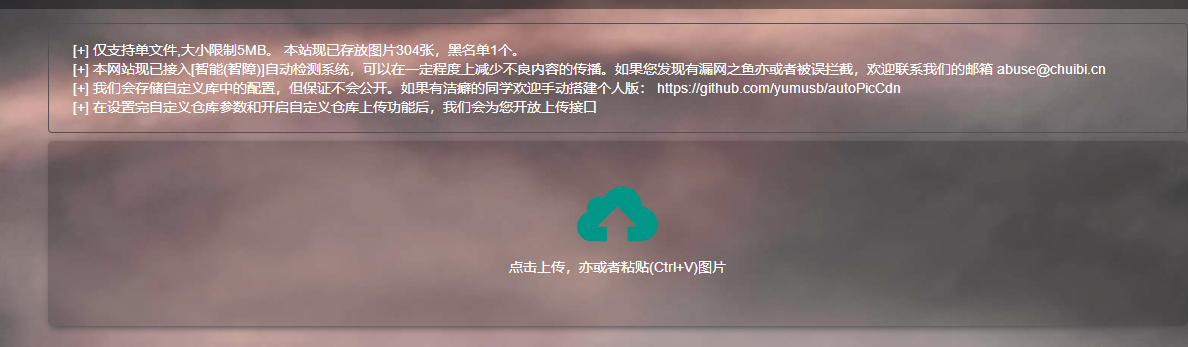 [+] 仅支持单文件,大小限制5MB。 本站现已存放图片304张，黑名单1个。
[+] 本网站现已接入[智能(智障)]自动检测系统，可以在一定程度上减少不良内容的传播。如果您发现有漏网之鱼亦或者被误拦截，欢迎联系我们的邮箱 abuse@chuibi.cn
[+] 我们会存储自定义库中的配置，但保证不会公开。如果有洁癖的同学欢迎手动搭建个人版： https://github.com/yumusb/autoPicCdn
[+] 在设置完自定义仓库参数和开启自定义仓库上传功能后，我们会为您开放上传接口
点击上传，亦或者粘贴(Ctrl+V)图片